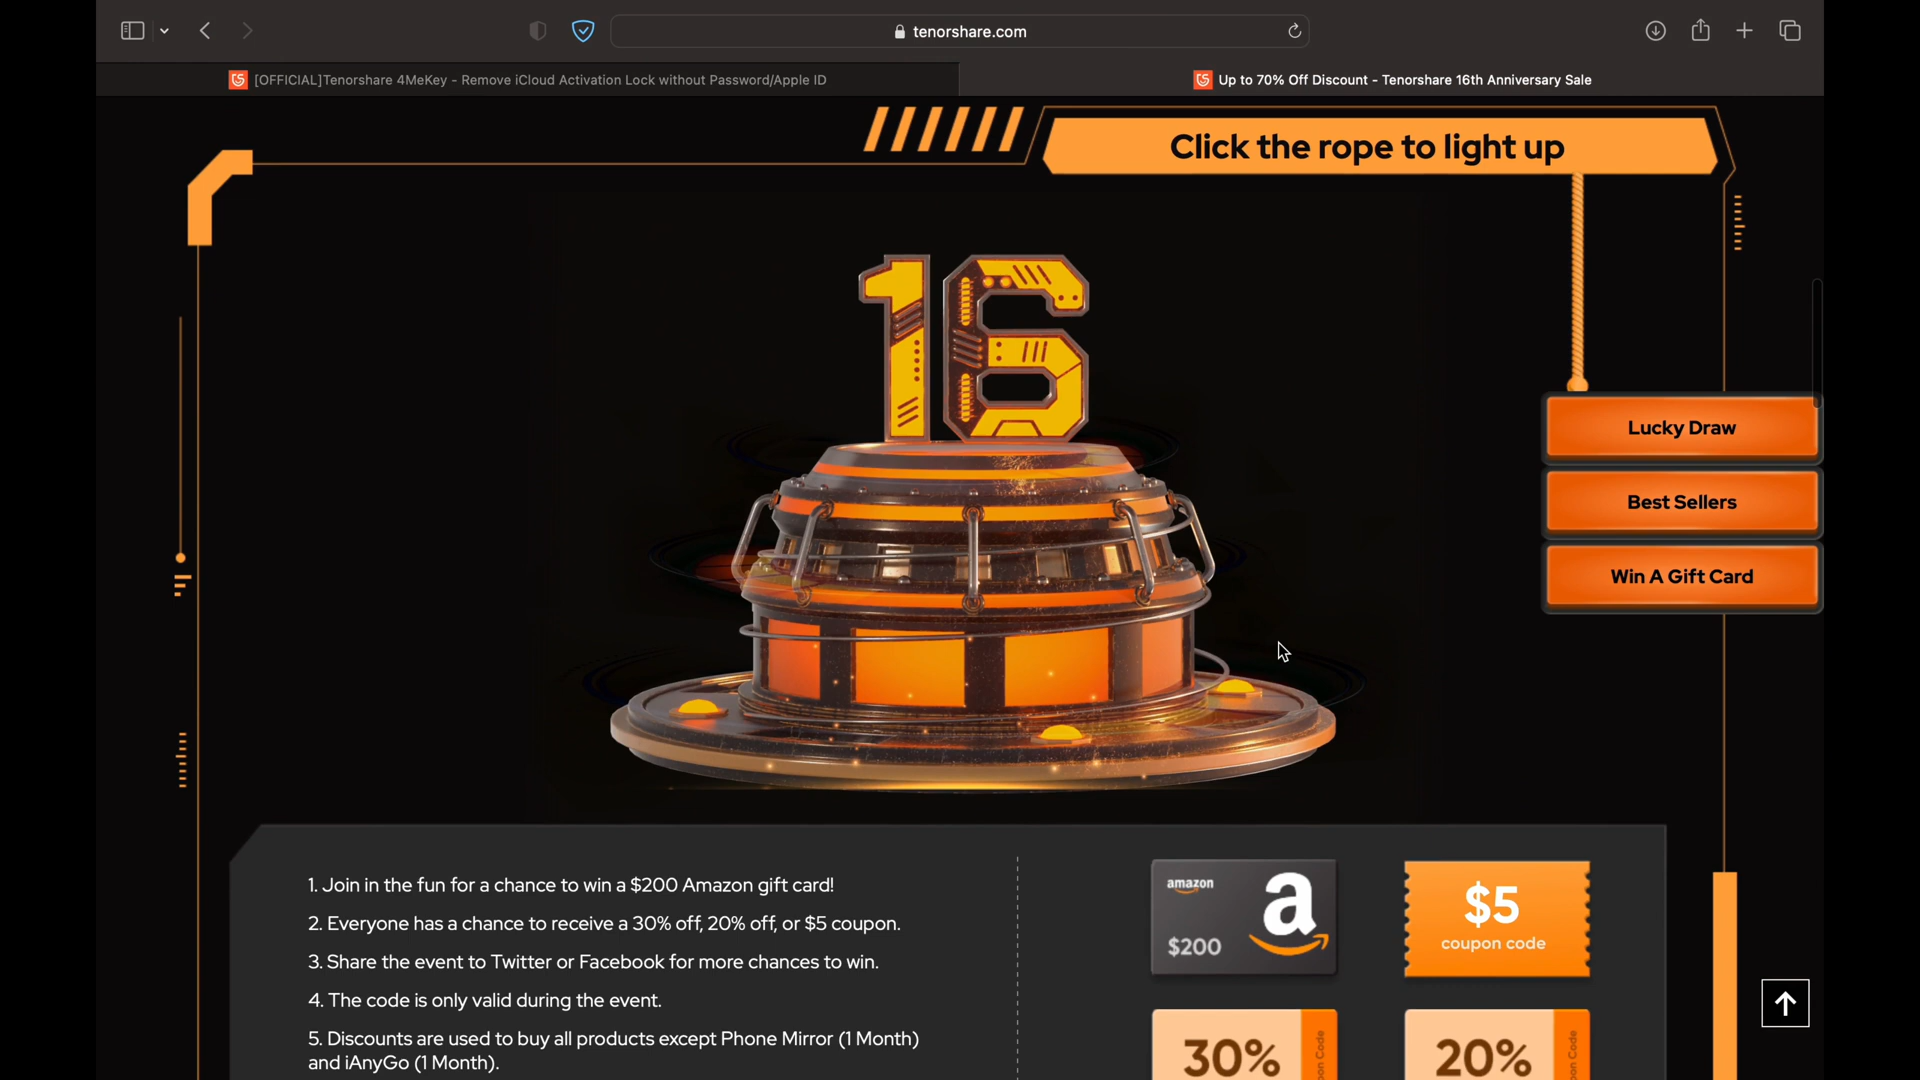 tenorshare.com
[OFFICIAL]Tenorshare 4MeKey - Remove iCloud Activation Lock without Password/Apple ID
Up to 70% Off Discount - Tenorshare 16th Anniversary Sale
Click the rope to light up
16
Lucky Draw
Best Sellers
Win A Gift Card
1. Join in the fun for a chance to win a $200 Amazon gift card!
2. Everyone has a chance to receive a 30% off, 20% off, or $5 coupon.
3. Share the event to Twitter or Facebook for more chances to win.
4. The code is only valid during the event.
5. Discounts are used to buy all products except Phone Mirror (1 Month)
and iAnyGo (1 Month).
amazon
a
$200
$5
coupon code
30%
Code
20%
Code